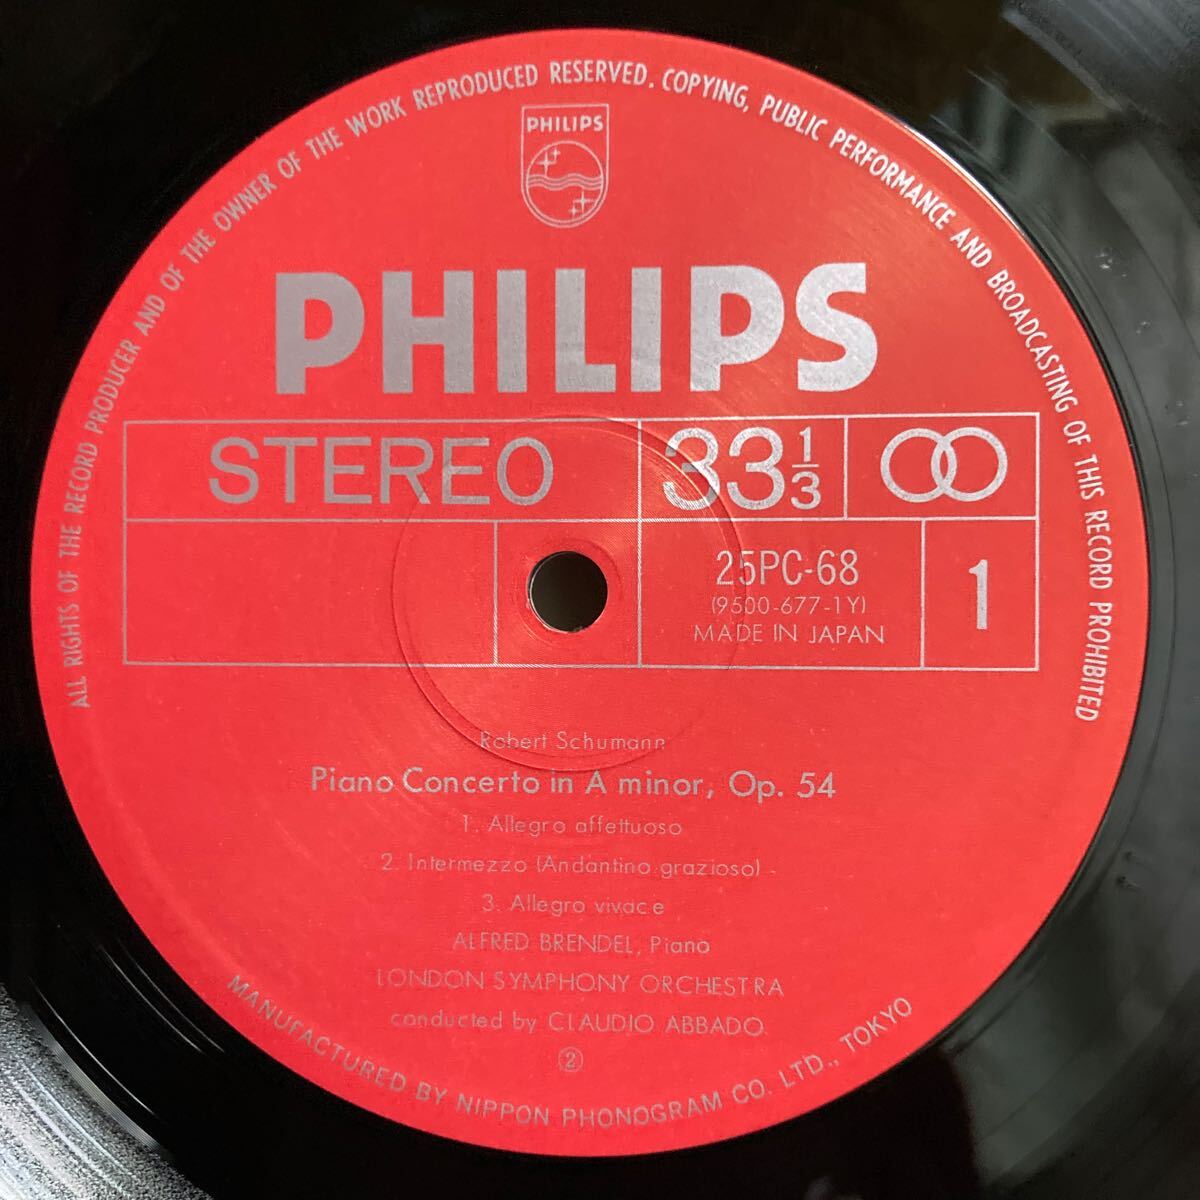 ALL RIGHTS OF THE RECORD PRODUCER AND OF THE OWNER OF THE WORK REPRODUCED RESERVED. COPYING, PUBLIC PERFORMANCE AND BROADCASTING OF THIS RECORD PROHIBITED
PHILIPS
PHILIPS
STEREO 33 1/3
25PC-68 1
(9500-677-1Y)
MADE IN JAPAN
Robert Schumann
Piano Concerto in A minor, Op. 54
1. Allegro affettuoso
2. Intermezzo (Andantino grazioso) -
3. Allegro vivace
ALFRED BRENDEL, Piano
LONDON SYMPHONY ORCHESTRA
conducted by CLAUDIO ABBADO
②
MANUFACTURED BY NIPPON PHONOGRAM CO. LTD., TOKYO